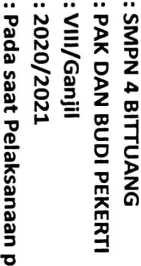 : SMPN 4 BITTUANG
: PAK DAN BUDI PEKERTI
: VIII/Ganjil
: 2020/2021
: Pada saat Pelaksanaan p